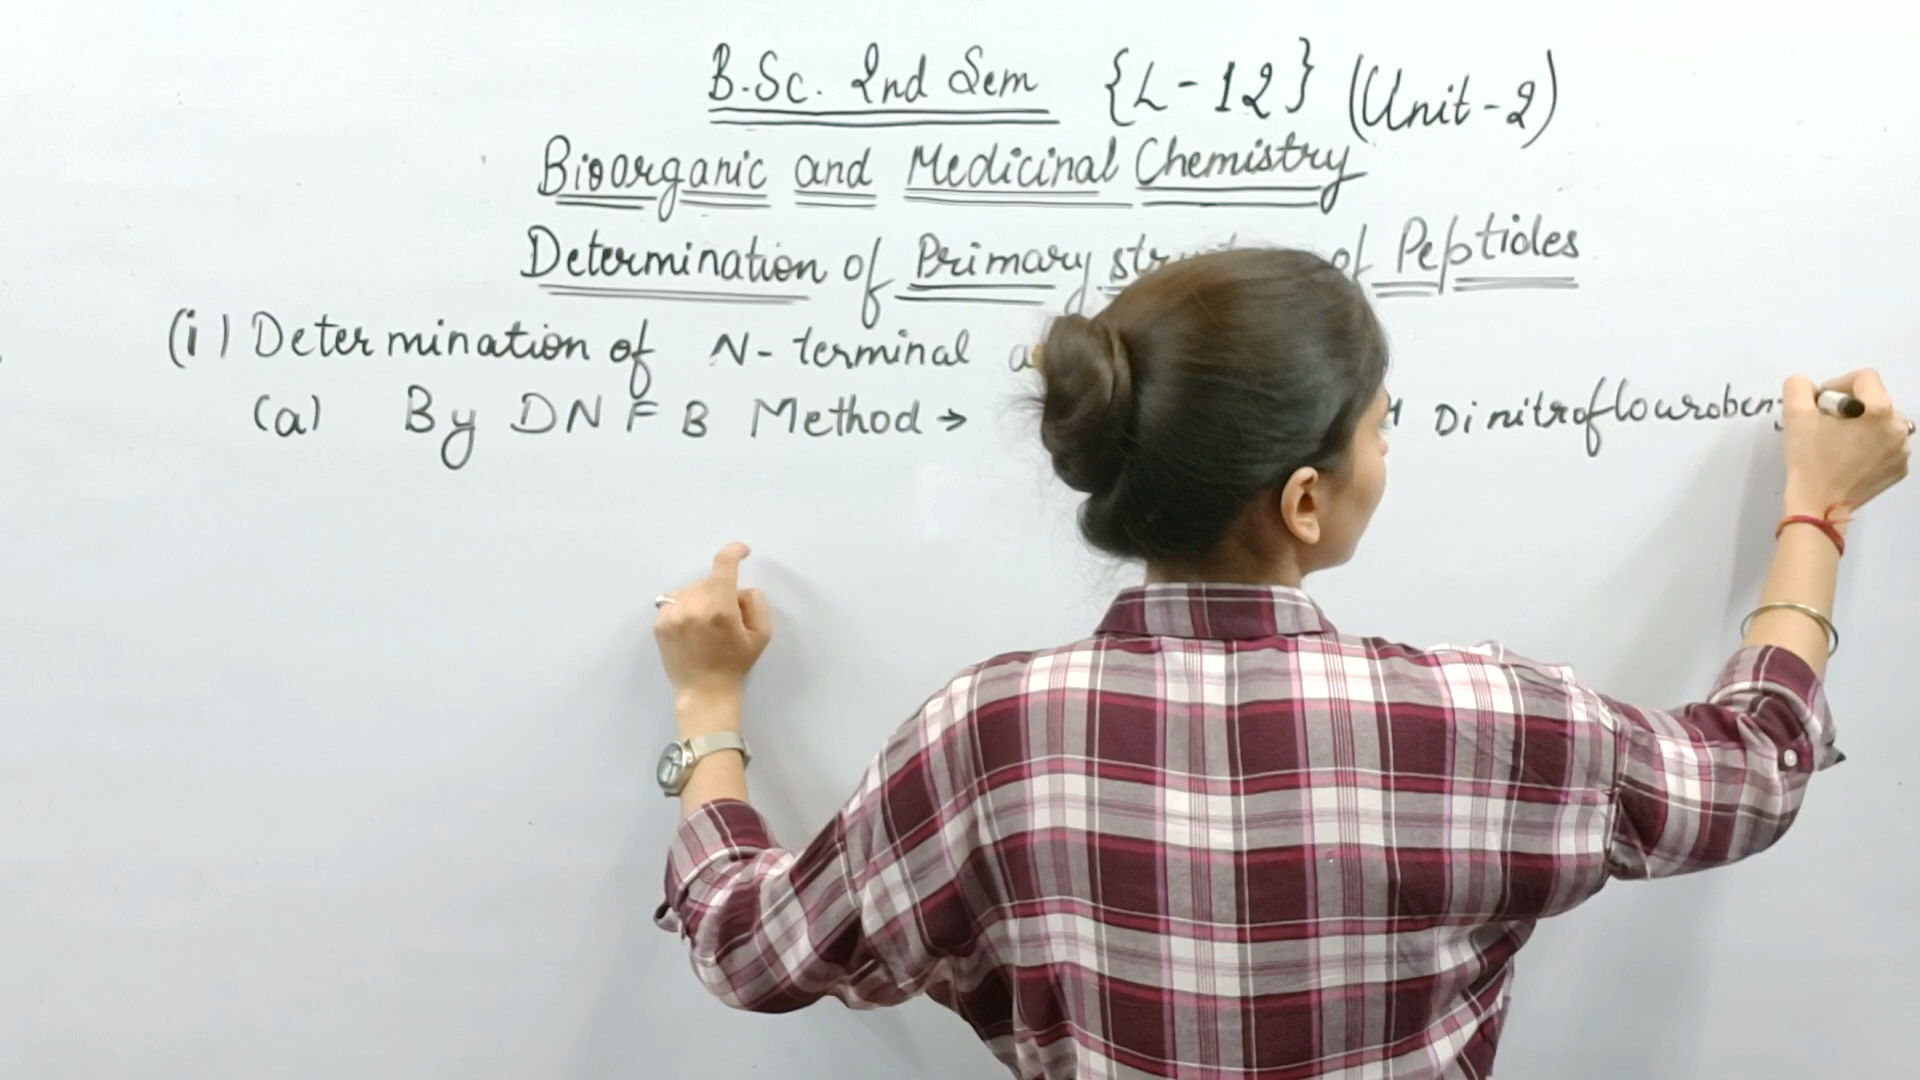 B.Sc. 2nd Sem {L-12} (Unit-2)
Bioorganic and Medicinal Chemistry
Determination of Primary of Peptides
(i) Determination of N-terminal
(a) By DNFB Method →